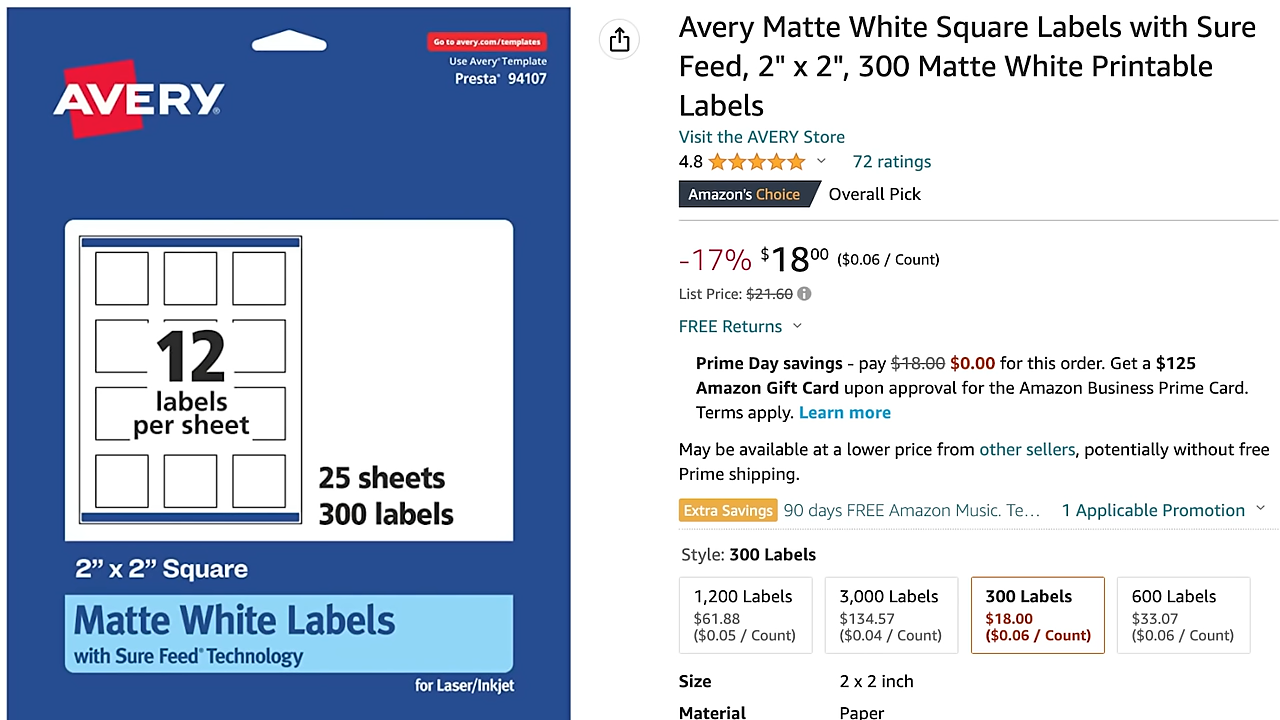 Go to avery.com/templates
Use Avery® Template
Presta® 94107
AVERY®
12
labels
per sheet
25 sheets
300 labels
2” x 2” Square
Matte White Labels
with Sure Feed® Technology
for Laser/Inkjet
Avery Matte White Square Labels with Sure
Feed, 2" x 2", 300 Matte White Printable
Labels
Visit the AVERY Store
4.8 72 ratings
Amazon's Choice Overall Pick
-17% $18⁰⁰ ($0.06 / Count)
List Price: $21.60
FREE Returns
Prime Day savings - pay $18.00 $0.00 for this order. Get a $125
Amazon Gift Card upon approval for the Amazon Business Prime Card.
Terms apply. Learn more
May be available at a lower price from other sellers, potentially without free
Prime shipping.
Extra Savings 90 days FREE Amazon Music. Te... 1 Applicable Promotion
Style: 300 Labels
1,200 Labels
$61.88
($0.05 / Count)
3,000 Labels
$134.57
($0.04 / Count)
300 Labels
$18.00
($0.06 / Count)
600 Labels
$33.07
($0.06 / Count)
Size 2 x 2 inch
Material Paper